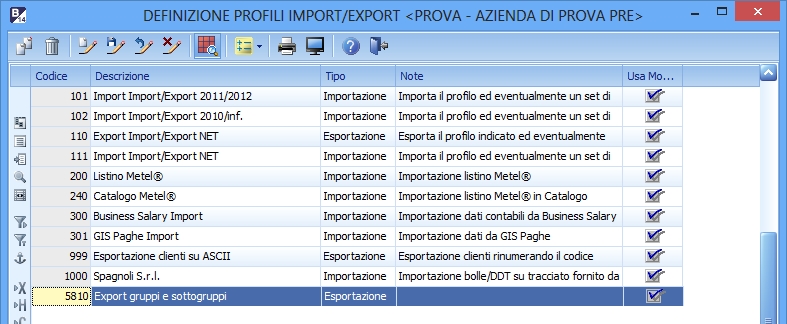 B 14 DEFINIZIONE PROFILI IMPORT/EXPORT <PROVA - AZIENDA DI PROVA PRE>
Codice Descrizione Tipo Note Usa Mo...
101 Import Import/Export 2011/2012 Importazione Importa il profilo ed eventualmente un set di
102 Import Import/Export 2010/inf. Importazione Importa il profilo ed eventualmente un set di
110 Export Import/Export NET Esportazione Esporta il profilo indicato ed eventualmente
111 Import Import/Export NET Importazione Importa il profilo ed eventualmente un set di
200 Listino Metel® Importazione Importazione listino Metel®
240 Catalogo Metel® Importazione Importazione listino Metel® in Catalogo
300 Business Salary Import Importazione Importazione dati contabili da Business Salary
301 GIS Paghe Import Importazione Importazione dati da GIS Paghe
999 Esportazione clienti su ASCII Esportazione Esportazione clienti rinumerando il codice
1000 Spagnoli S.r.l. Importazione Importazione bolle/DDT su tracciato fornito da
5810 Export gruppi e sottogruppi Esportazione